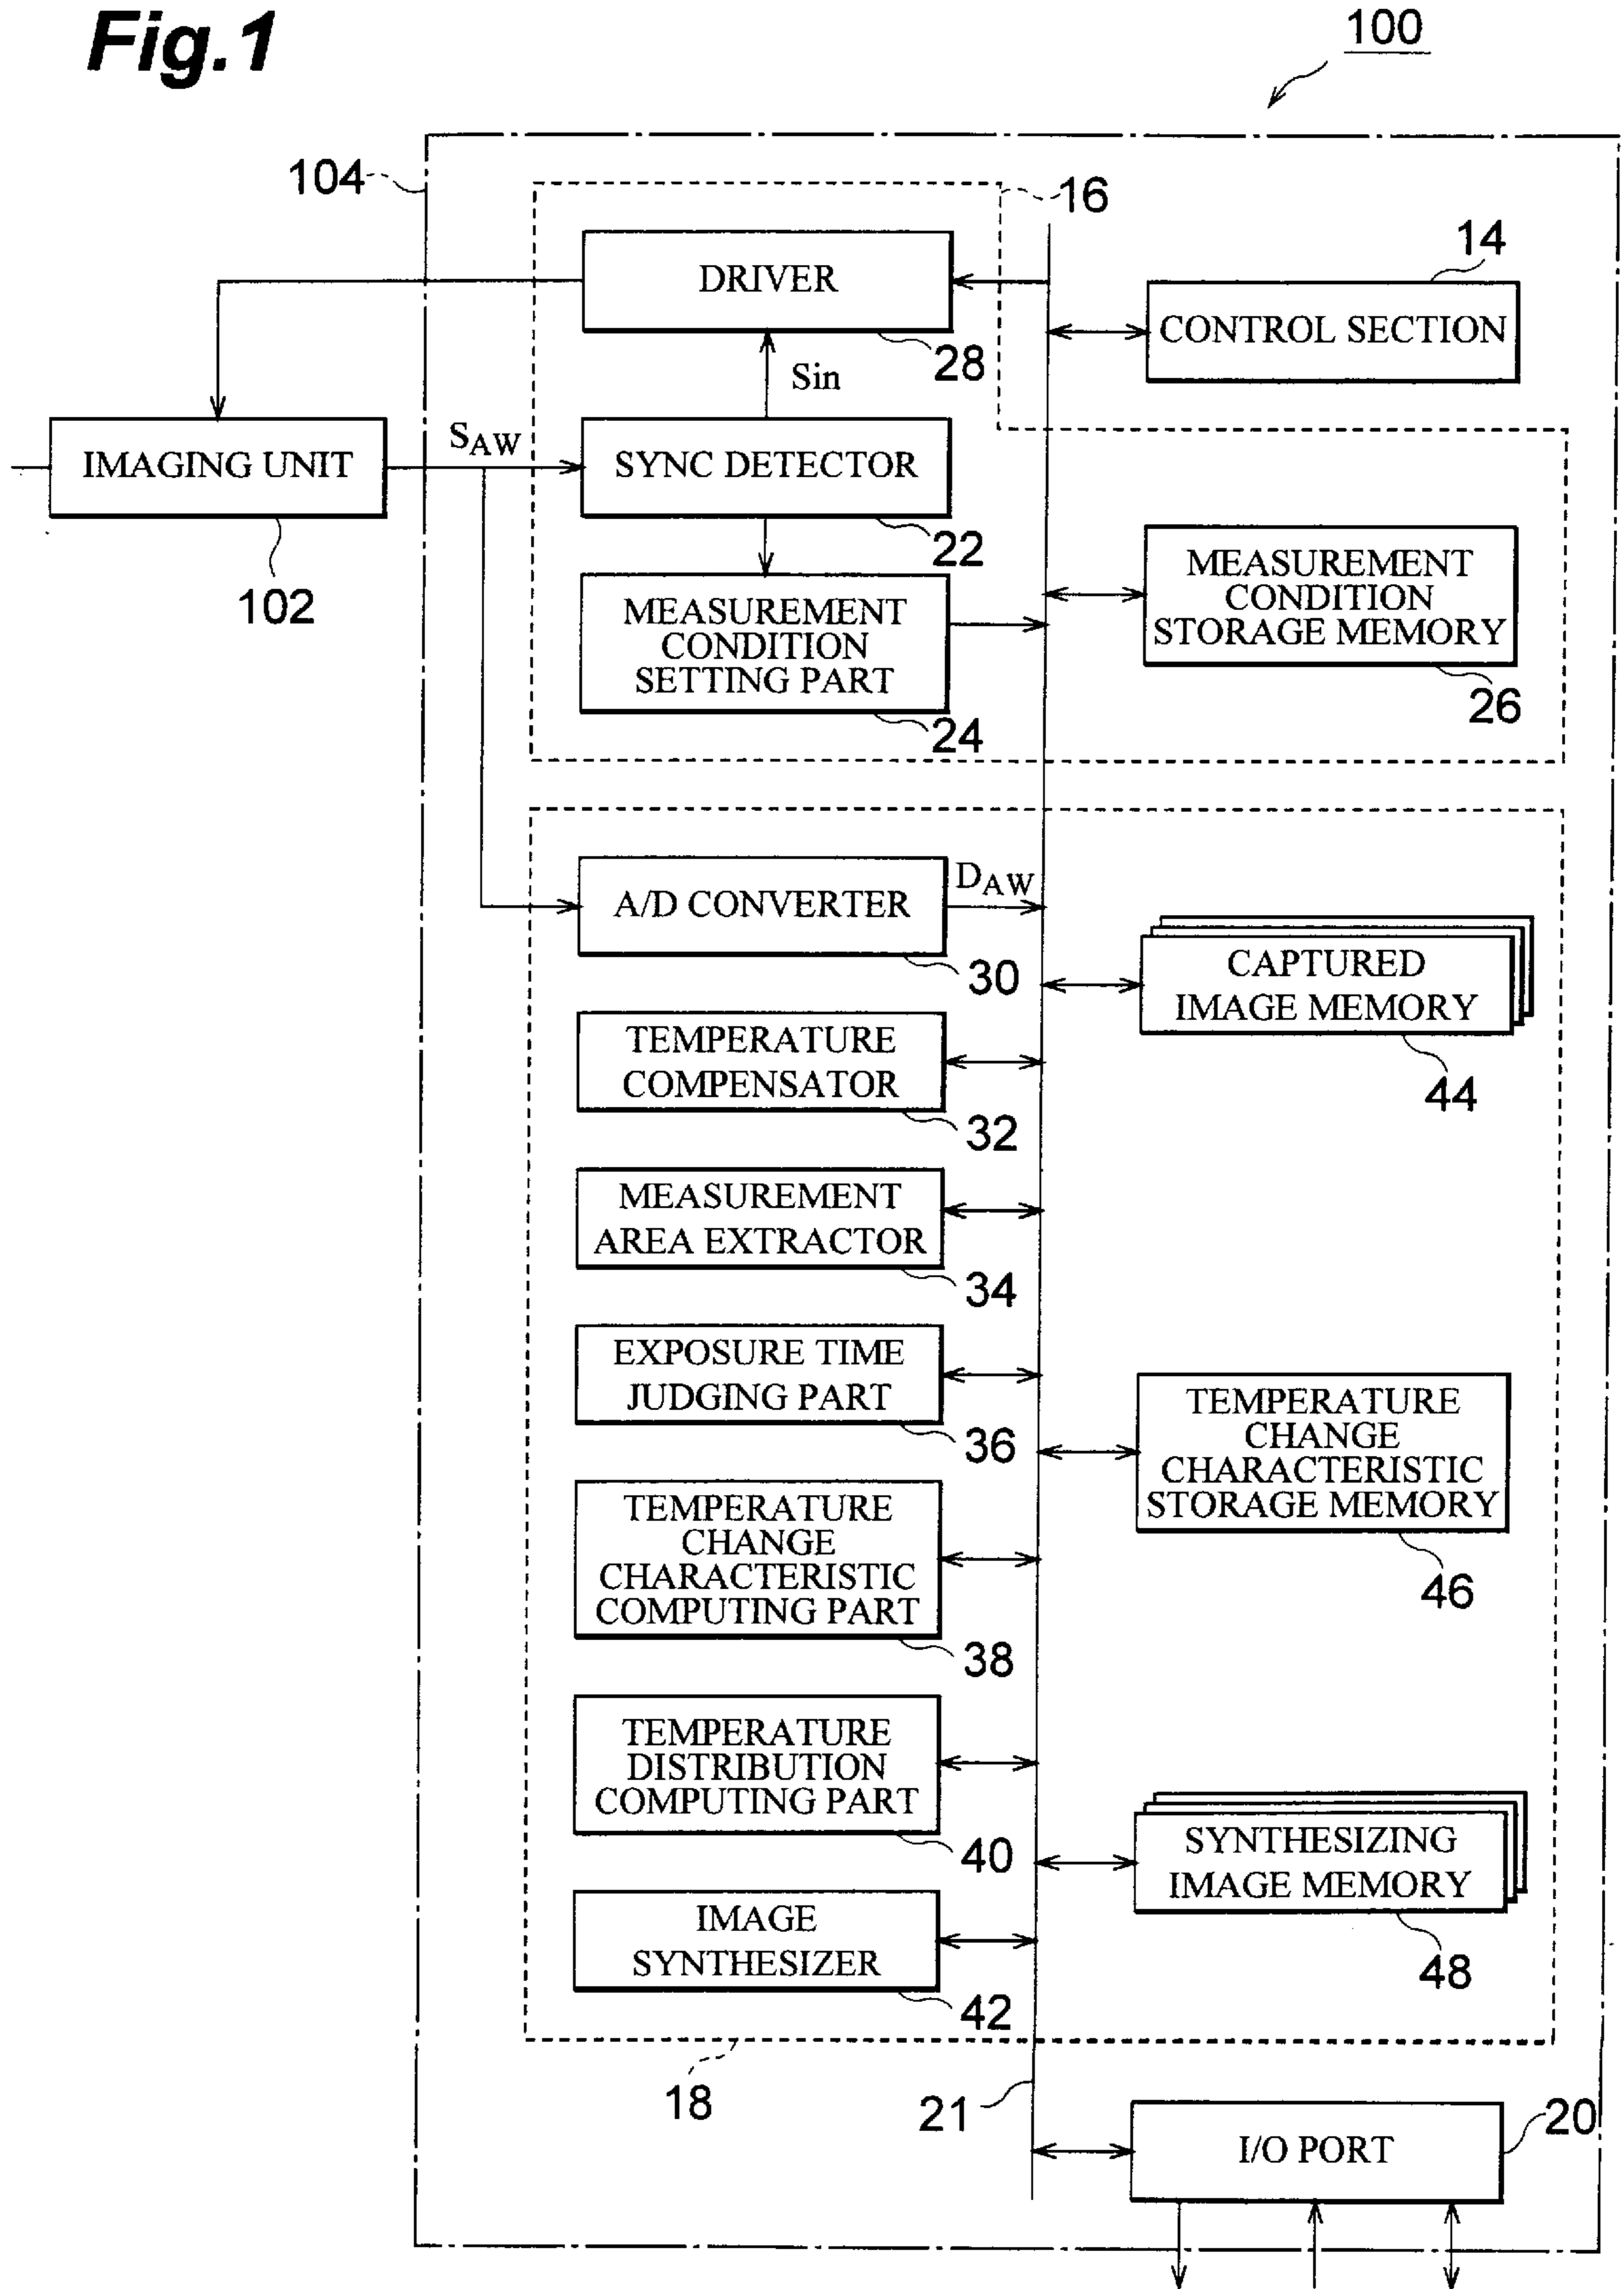 Fig.1
100
104
16
DRIVER
28
14
CONTROL SECTION
Sin
IMAGING UNIT
102
SAW
SYNC DETECTOR
22
MEASUREMENT
CONDITION
SETTING PART
24
MEASUREMENT
CONDITION
STORAGE MEMORY
26
A/D CONVERTER
30
DAW
CAPTURED
IMAGE MEMORY
44
TEMPERATURE
COMPENSATOR
32
MEASUREMENT
AREA EXTRACTOR
34
EXPOSURE TIME
JUDGING PART
36
TEMPERATURE
CHANGE
CHARACTERISTIC
STORAGE MEMORY
46
TEMPERATURE
CHANGE
CHARACTERISTIC
COMPUTING PART
38
TEMPERATURE
DISTRIBUTION
COMPUTING PART
40
SYNTHESIZING
IMAGE MEMORY
48
IMAGE
SYNTHESIZER
42
18
21
I/O PORT
20